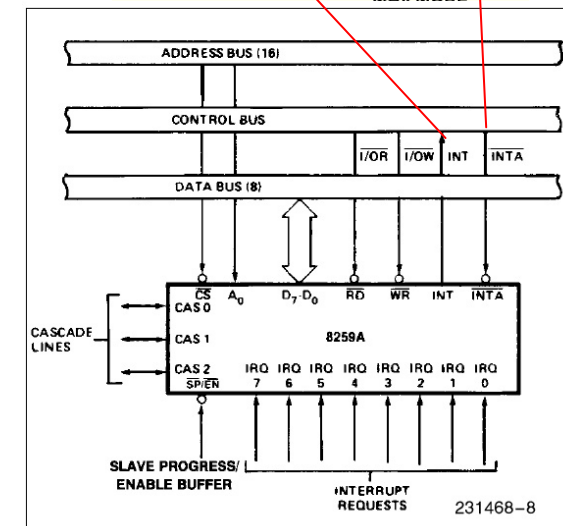 ADDRESS BUS (16)
CONTROL BUS
I/OR I/OW INT INTA
DATA BUS (8)
CS A0 D7-D0 RD WR INT INTA
CAS 0
CASCADE LINES
CAS 1
8259A
CAS 2 IRQ IRQ IRQ IRQ IRQ IRQ IRQ IRQ
SP/EN 7 6 5 4 3 2 1 0
SLAVE PROGRESS/
ENABLE BUFFER
INTERRUPT
REQUESTS
231468-8